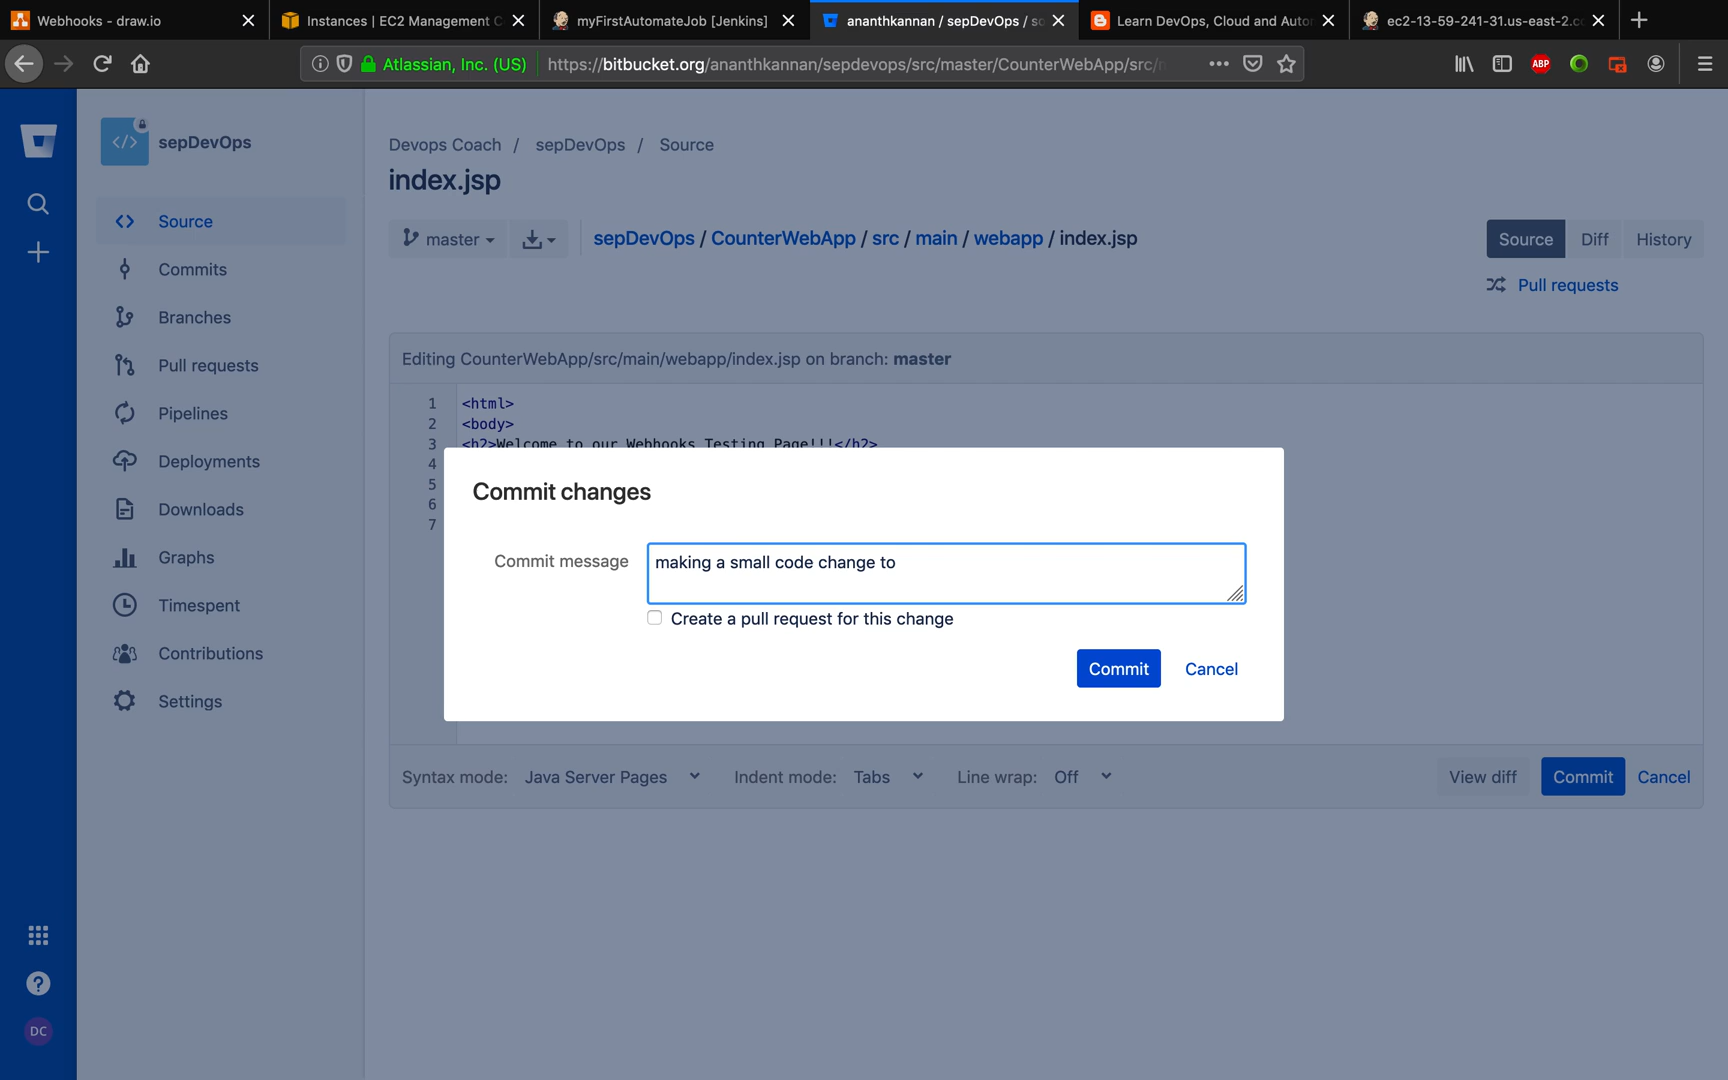 Webhooks - draw.io
Instances | EC2 Management C
myFirstAutomateJob [Jenkins]
ananthkannan / sepDevOps / so
Learn DevOps, Cloud and Autor
ec2-13-59-241-31.us-east-2.c
Atlassian, Inc. (US)
https://bitbucket.org/ananthkannan/sepdevops/src/master/CounterWebApp/src/
ABP
sepDevOps
Source
Commits
Branches
Pull requests
Pipelines
Deployments
Downloads
Graphs
Timespent
Contributions
Settings
DC
Devops Coach / sepDevOps / Source
index.jsp
master
sepDevOps / CounterWebApp / src / main / webapp / index.jsp
Source Diff History
Pull requests
Editing CounterWebApp/src/main/webapp/index.jsp on branch: master
1 <html>
2 <body>
3 <h2>Welcome to our Webhooks Testing Page!!!</h2>
4
5
6
7
Commit changes
Commit message
making a small code change to
Create a pull request for this change
Commit Cancel
Syntax mode: Java Server Pages Indent mode: Tabs Line wrap: Off View diff Commit Cancel